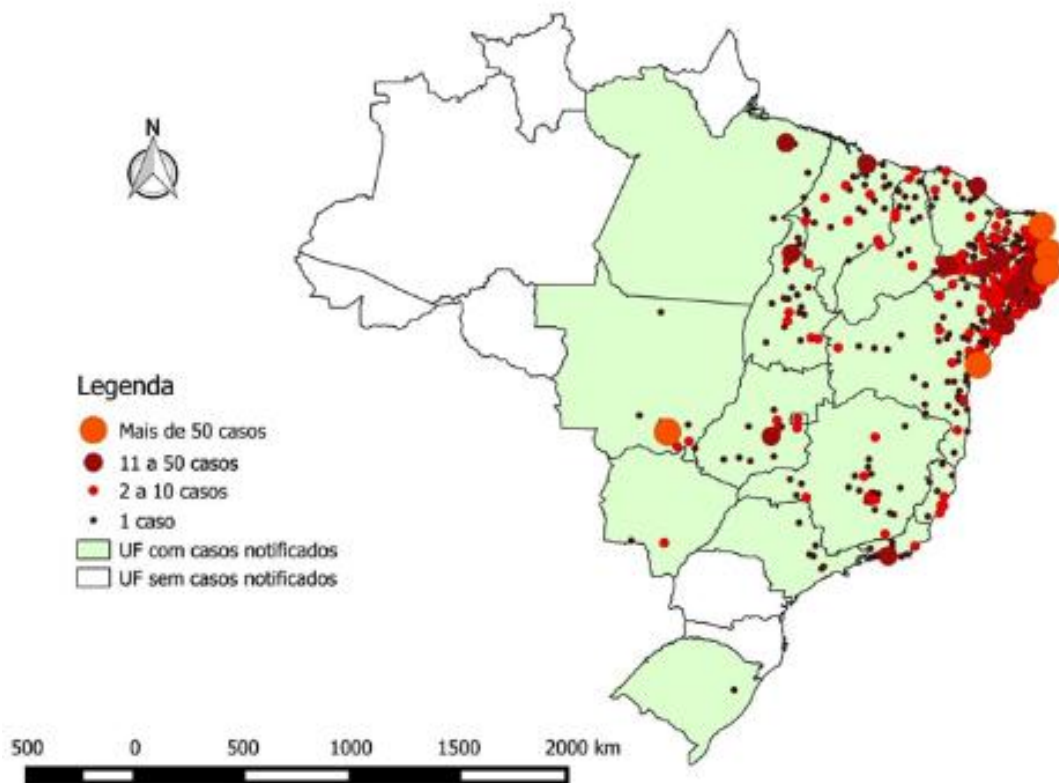 N
Legenda
Mais de 50 casos
11 a 50 casos
2 a 10 casos
1 caso
UF com casos notificados
UF sem casos notificados
500 0 500 1000 1500 2000 km